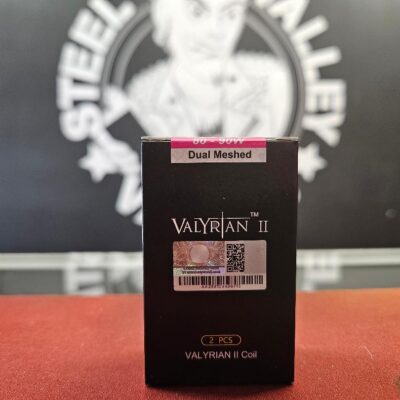 STEEL VALLEY
80 - 90W
Dual Meshed
VALYRIAN™ II
2 PCS
VALYRIAN II Coil